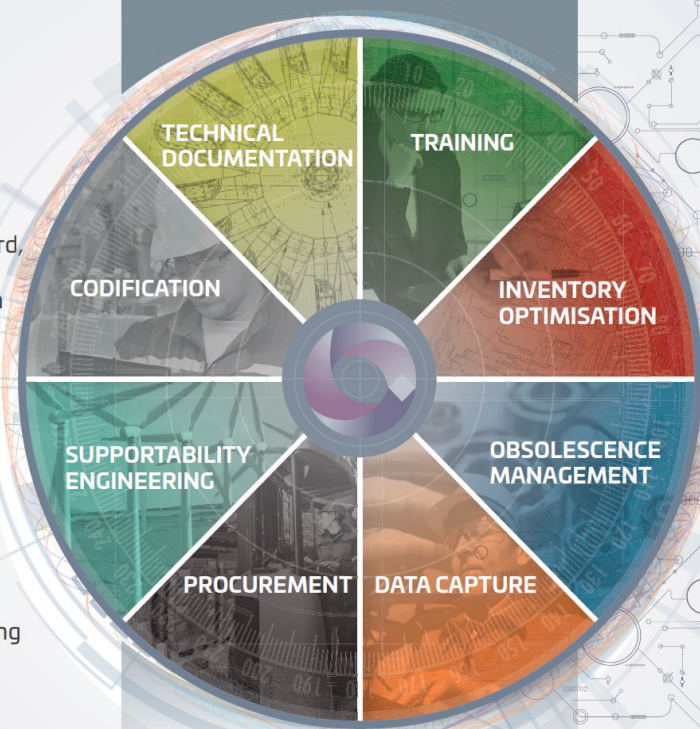 TECHNICAL
DOCUMENTATION
TRAINING
INVENTORY
OPTIMISATION
OBSOLESCENCE
MANAGEMENT
DATA CAPTURE
PROCUREMENT
SUPPORTABILITY
ENGINEERING
CODIFICATION